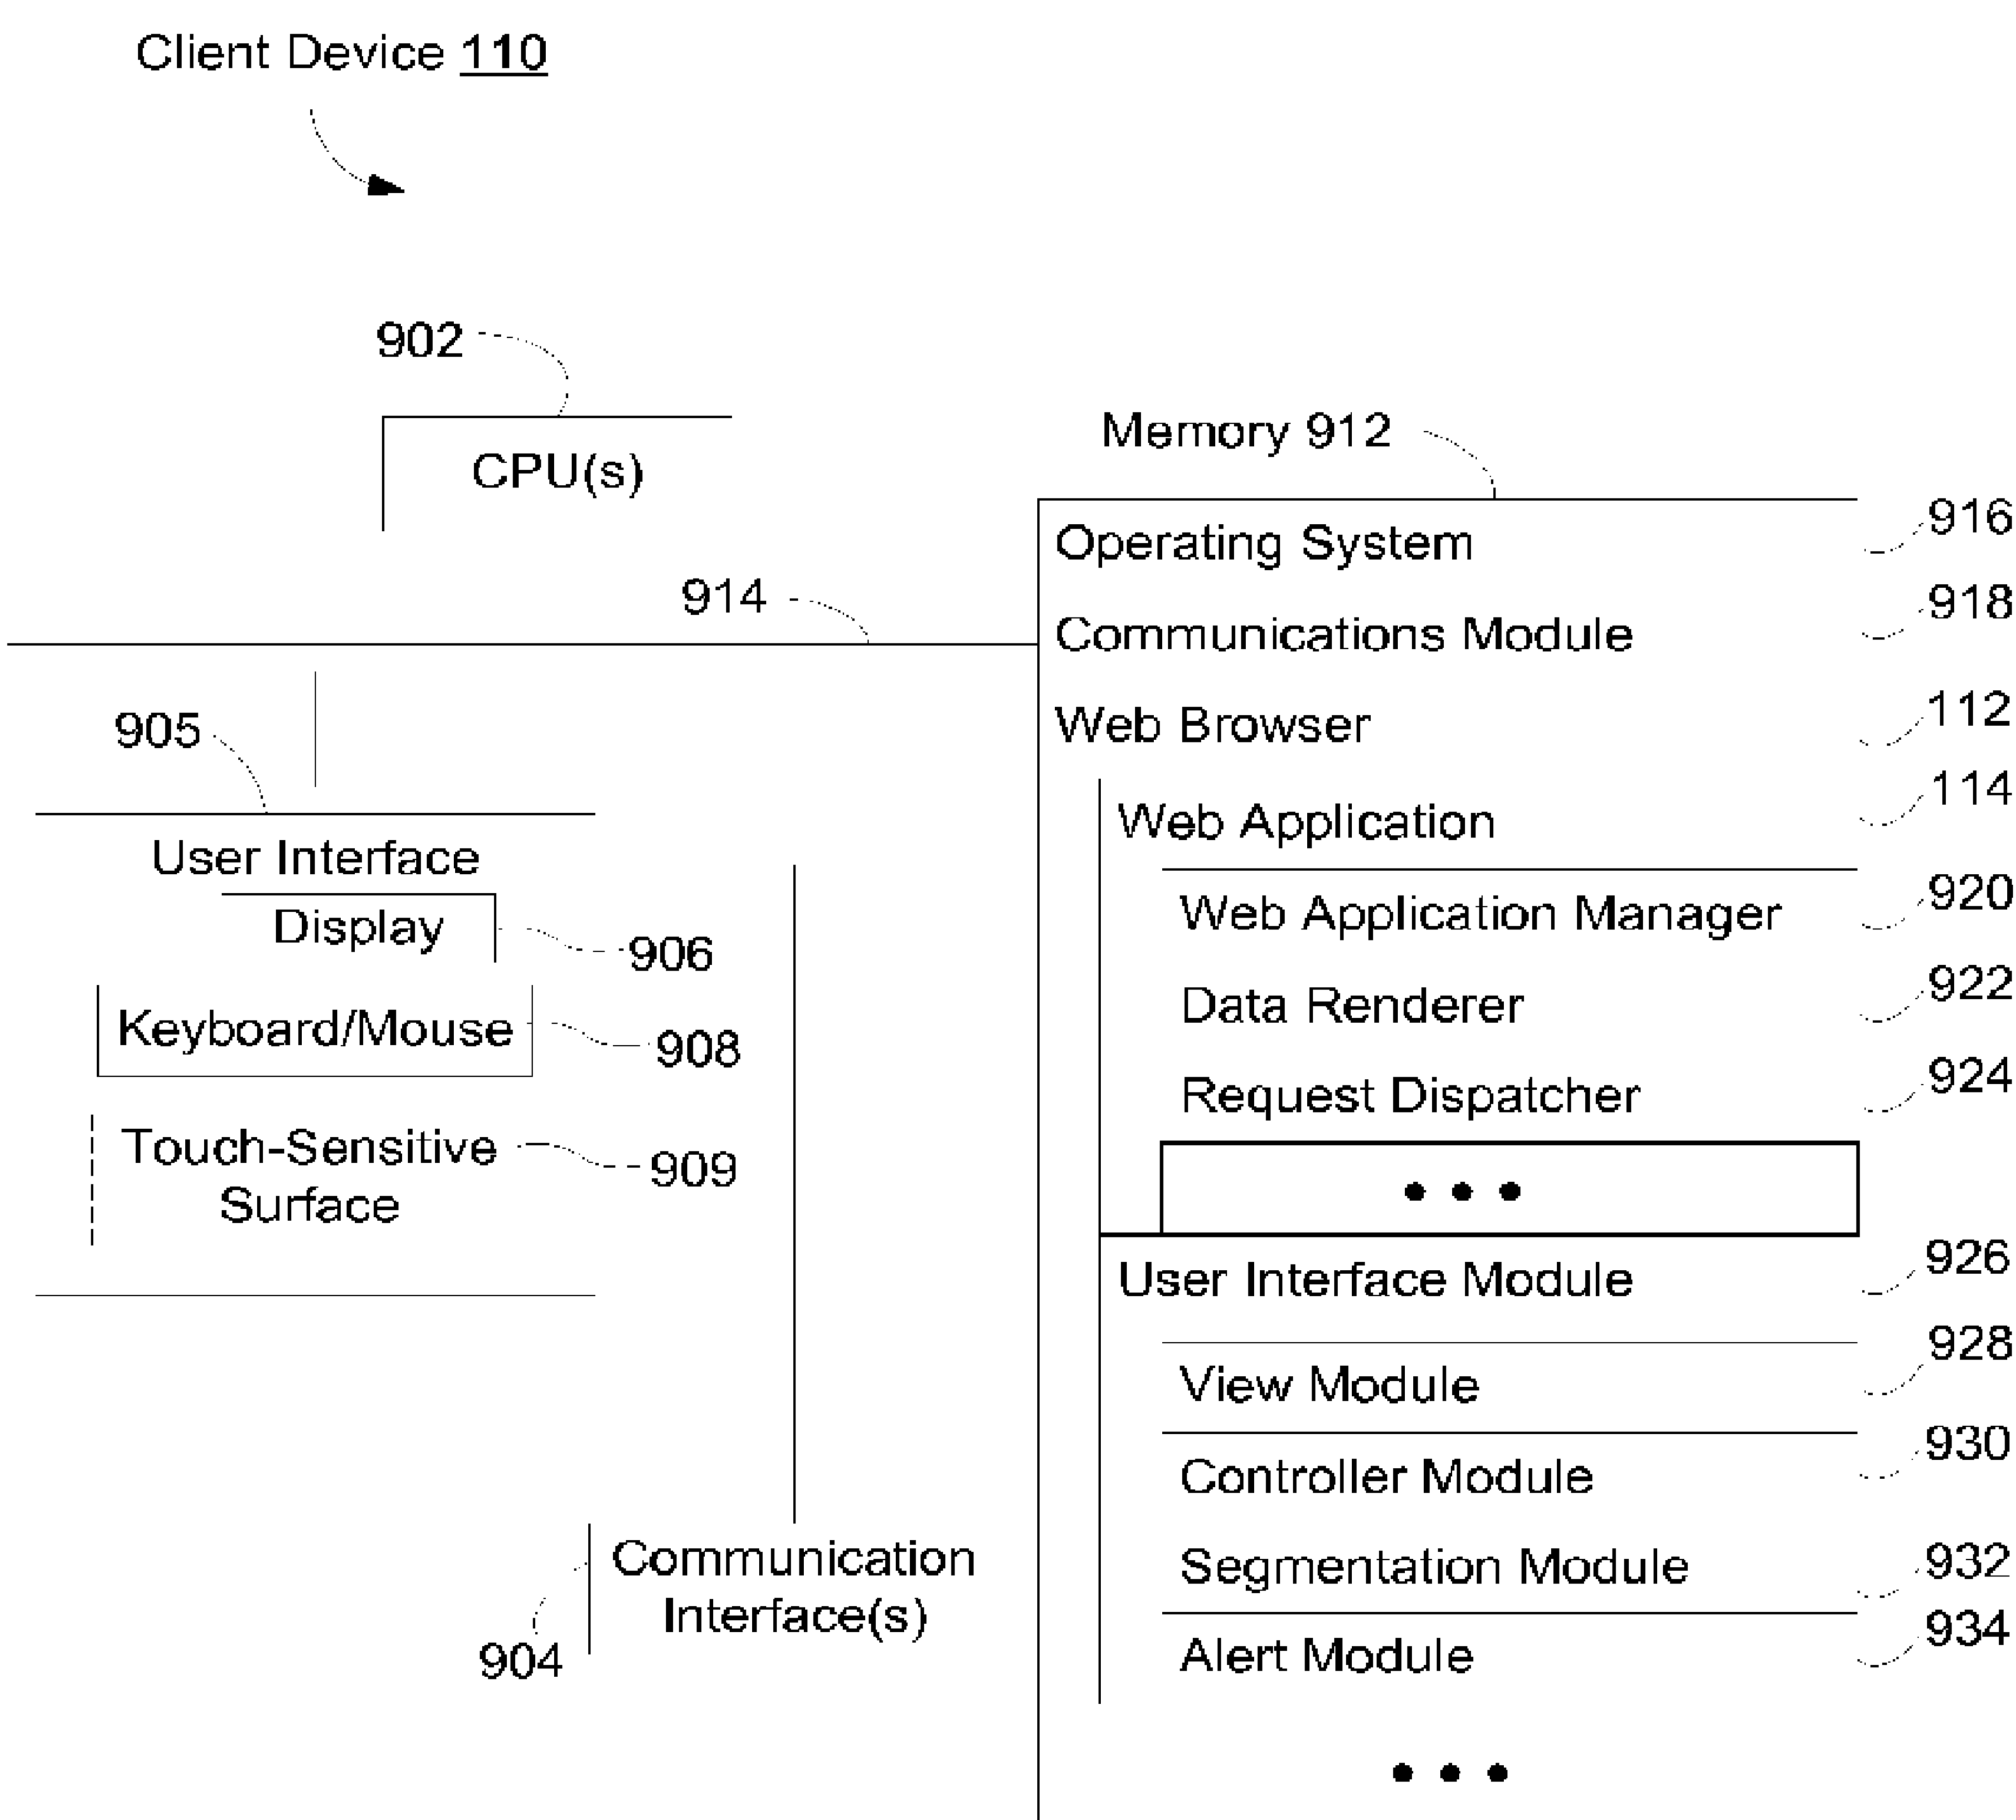 Client Device 110
902
CPU(s)
Memory 912
Operating System 916
914
Communications Module 918
Web Browser 112
905
Web Application 114
User Interface
Display 906
Web Application Manager 920
Keyboard/Mouse 908
Data Renderer 922
Request Dispatcher 924
Touch-Sensitive 909
Surface
• • •
User Interface Module 926
View Module 928
Controller Module 930
Communication
Interface(s)
904
Segmentation Module 932
Alert Module 934
• • •